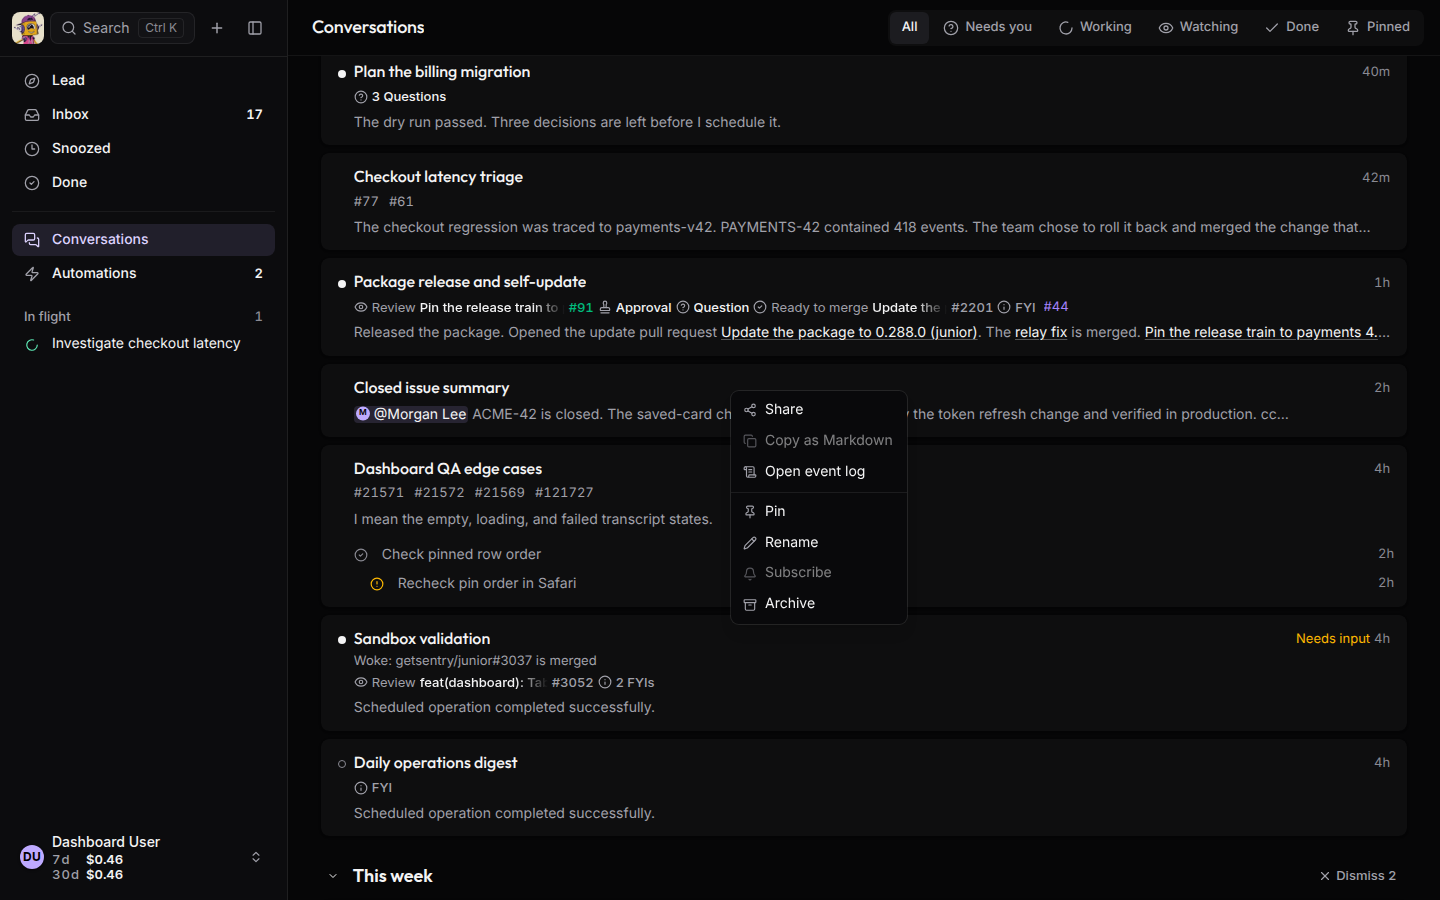 Search Ctrl K
Lead
Inbox 17
Snoozed
Done
Conversations
Automations 2
In flight 1
Investigate checkout latency
Dashboard User
7d $0.46
30d $0.46
DU
Conversations
All Needs you Working Watching Done Pinned
Plan the billing migration 40m
3 Questions
The dry run passed. Three decisions are left before I schedule it.
Checkout latency triage 42m
#77 #61
The checkout regression was traced to payments-v42. PAYMENTS-42 contained 418 events. The team chose to roll it back and merged the change that...
Package release and self-update 1h
Review Pin the release train to #91 Approval Question Ready to merge Update the #2201 FYI #44
Released the package. Opened the update pull request Update the package to 0.288.0 (junior). The relay fix is merged. Pin the release train to payments 4....
Closed issue summary 2h
M @Morgan Lee ACME-42 is closed. The saved-card ch the token refresh change and verified in production. cc...
Share
Copy as Markdown
Open event log
Pin
Rename
Subscribe
Archive
Dashboard QA edge cases 4h
#21571 #21572 #21569 #121727
I mean the empty, loading, and failed transcript states.
Check pinned row order 2h
Recheck pin order in Safari 2h
Sandbox validation Needs input 4h
Woke: getsentry/junior#3037 is merged
Review feat(dashboard): Ta #3052 2 FYIs
Scheduled operation completed successfully.
Daily operations digest 4h
FYI
Scheduled operation completed successfully.
This week Dismiss 2